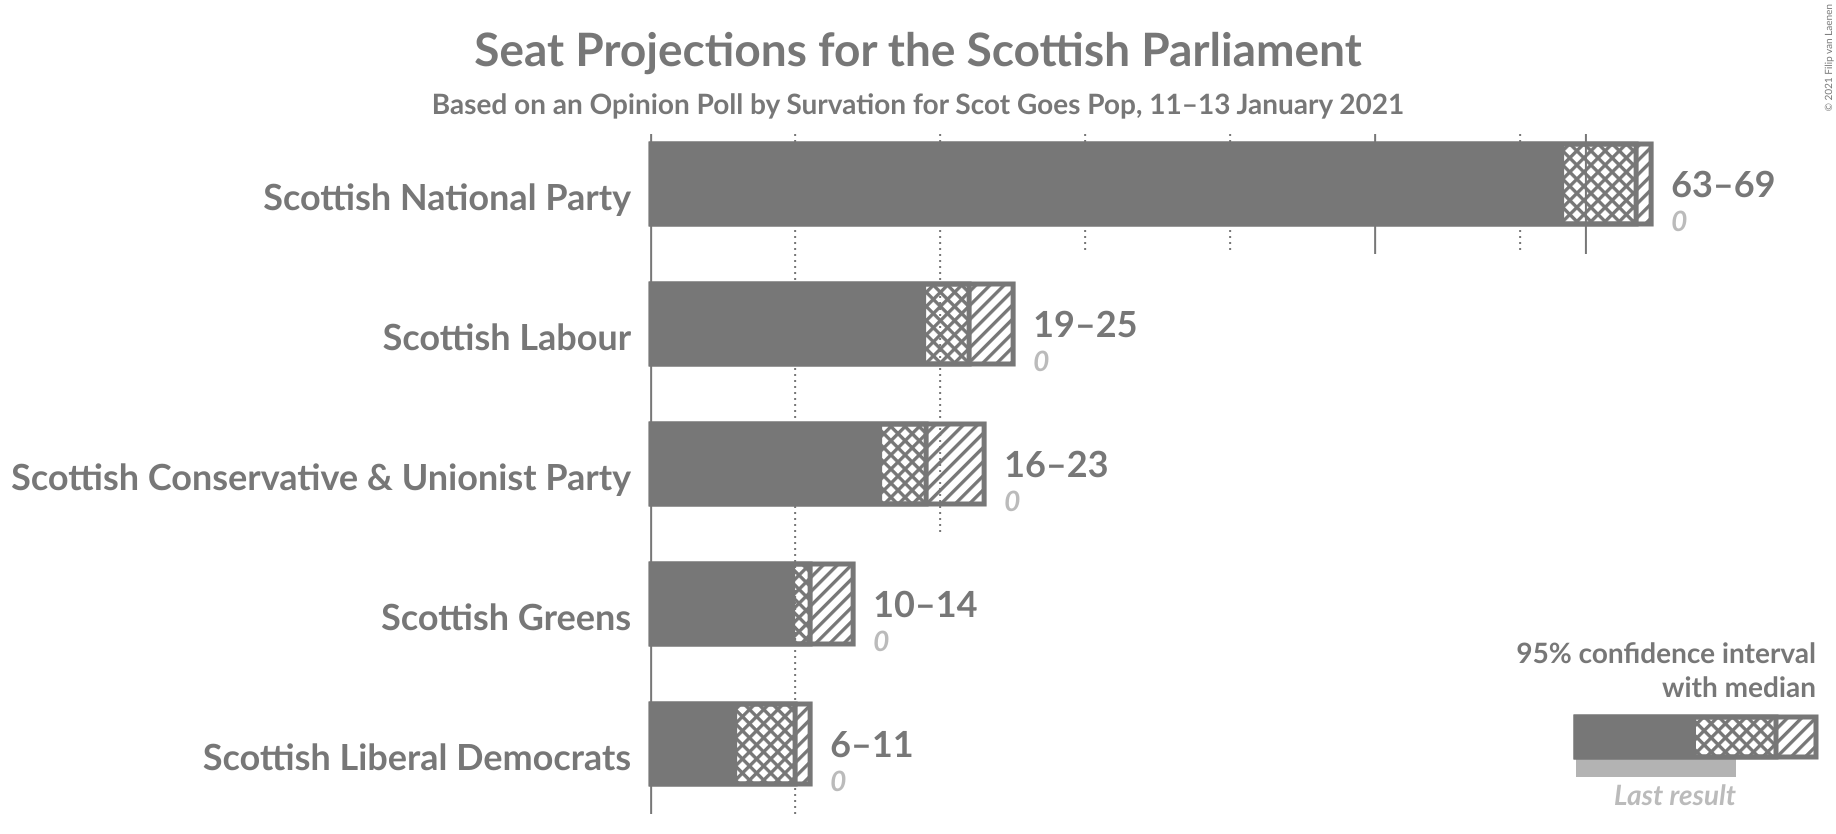 Seat Projections for the Scottish Parliament
Based on an Opinion Poll by Survation for Scot Goes Pop, 11–13 January 2021
© 2021 Filip van Laenen
Scottish National Party
63–69
0
Scottish Labour
19–25
0
Scottish Conservative & Unionist Party
16–23
0
Scottish Greens
10–14
0
Scottish Liberal Democrats
6–11
0
95% confidence interval
with median
Last result